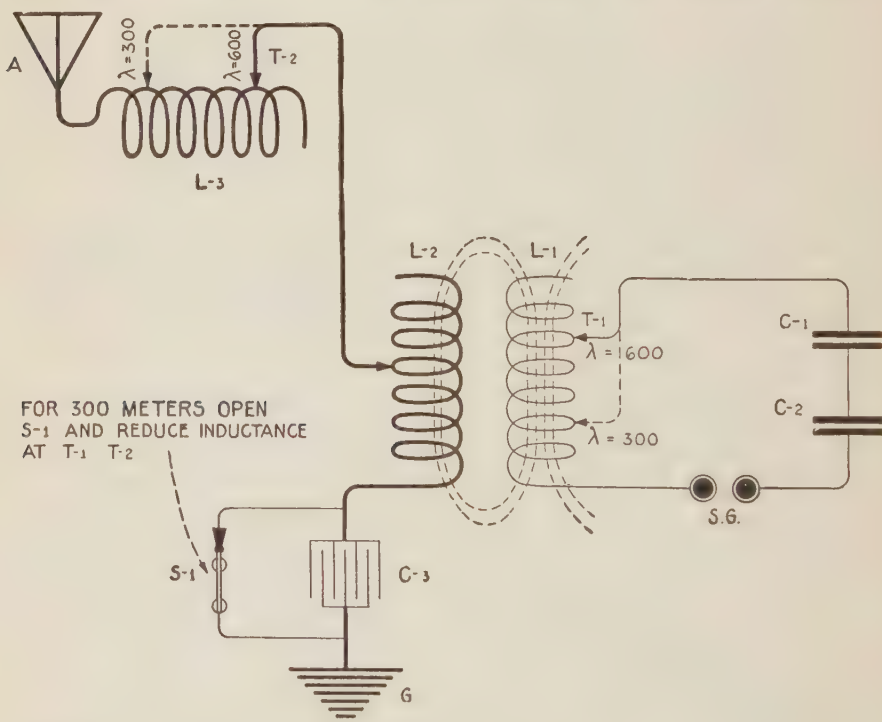 A
λ=300
λ=600
T-2
L-3
L-2
L-1
T-1
λ=600
λ=300
C-1
C-2
S.G.
FOR 300 METERS OPEN
S-1 AND REDUCE INDUCTANCE
AT T-1 T-2
S-1
C-3
G